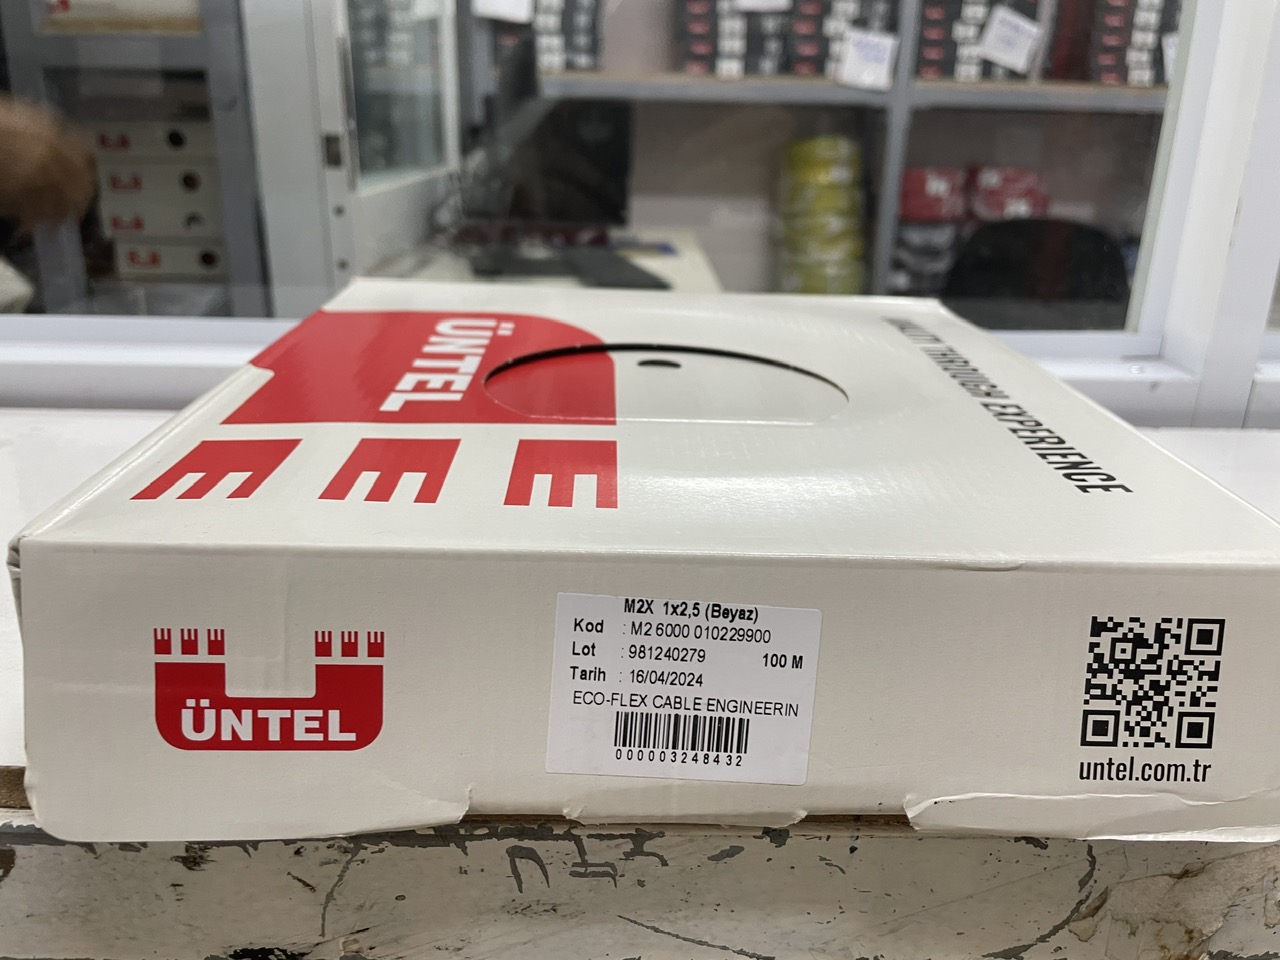 ÜNTEL
QUALITY THROUGH EXPERIENCE
ÜNTEL
M2X 1x2,5 (Beyaz)
Kod : M2 6000 010229900
Lot : 981240279 100 M
Tarih : 16/04/2024
ECO-FLEX CABLE ENGINEERIN
000003248432
untel.com.tr